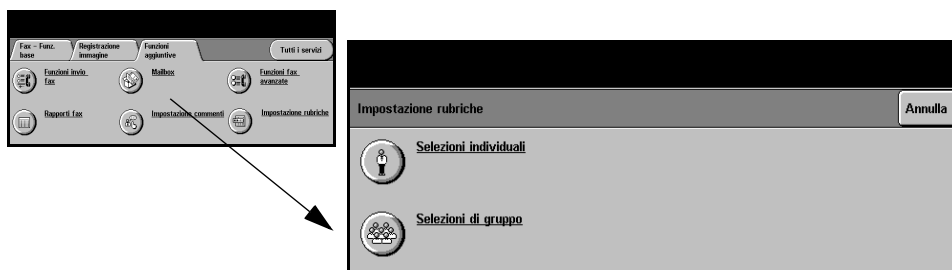 Fax – Funz.
base
Registrazione
immagine
Funzioni
aggiuntive
Tutti i servizi
Funzioni invio
fax
Mailbox
Funzioni fax
avanzate
Rapporti fax
Impostazione commenti
Impostazione rubriche
Impostazione rubriche
Annulla
Selezioni individuali
Selezioni di gruppo